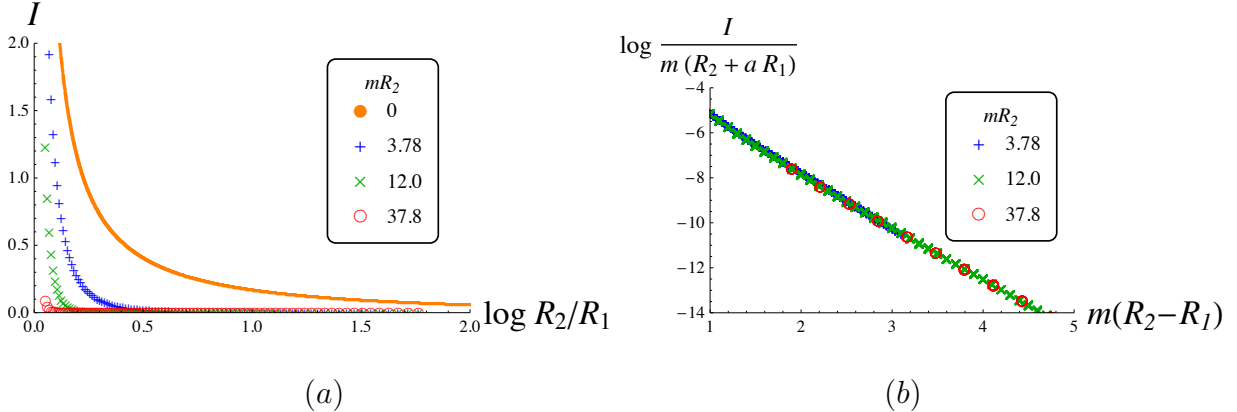 I
2.0
1.5
1.0
0.5
0.0
0.0 0.5 1.0 1.5 2.0
log R₂/R₁
mR₂
0
3.78
12.0
37.8
(a)
log I / m (R₂ + a R₁)
-4
-6
-8
-10
-12
-14
1 2 3 4 5
m(R₂−R₁)
mR₂
3.78
12.0
37.8
(b)